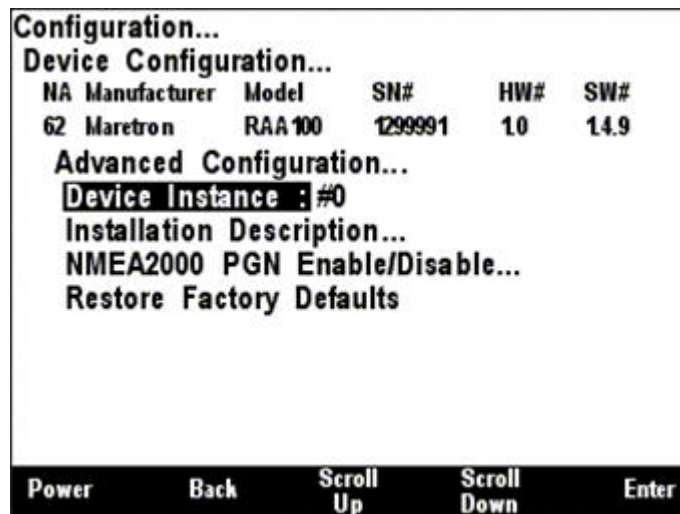 Configuration...
Device Configuration...
NA Manufacturer Model SN# HW# SW#
62 Maretron RAA100 1299991 1.0 1.4.9
Advanced Configuration...
Device Instance : #0
Installation Description...
NMEA2000 PGN Enable/Disable...
Restore Factory Defaults
Power Back Scroll Up Scroll Down Enter